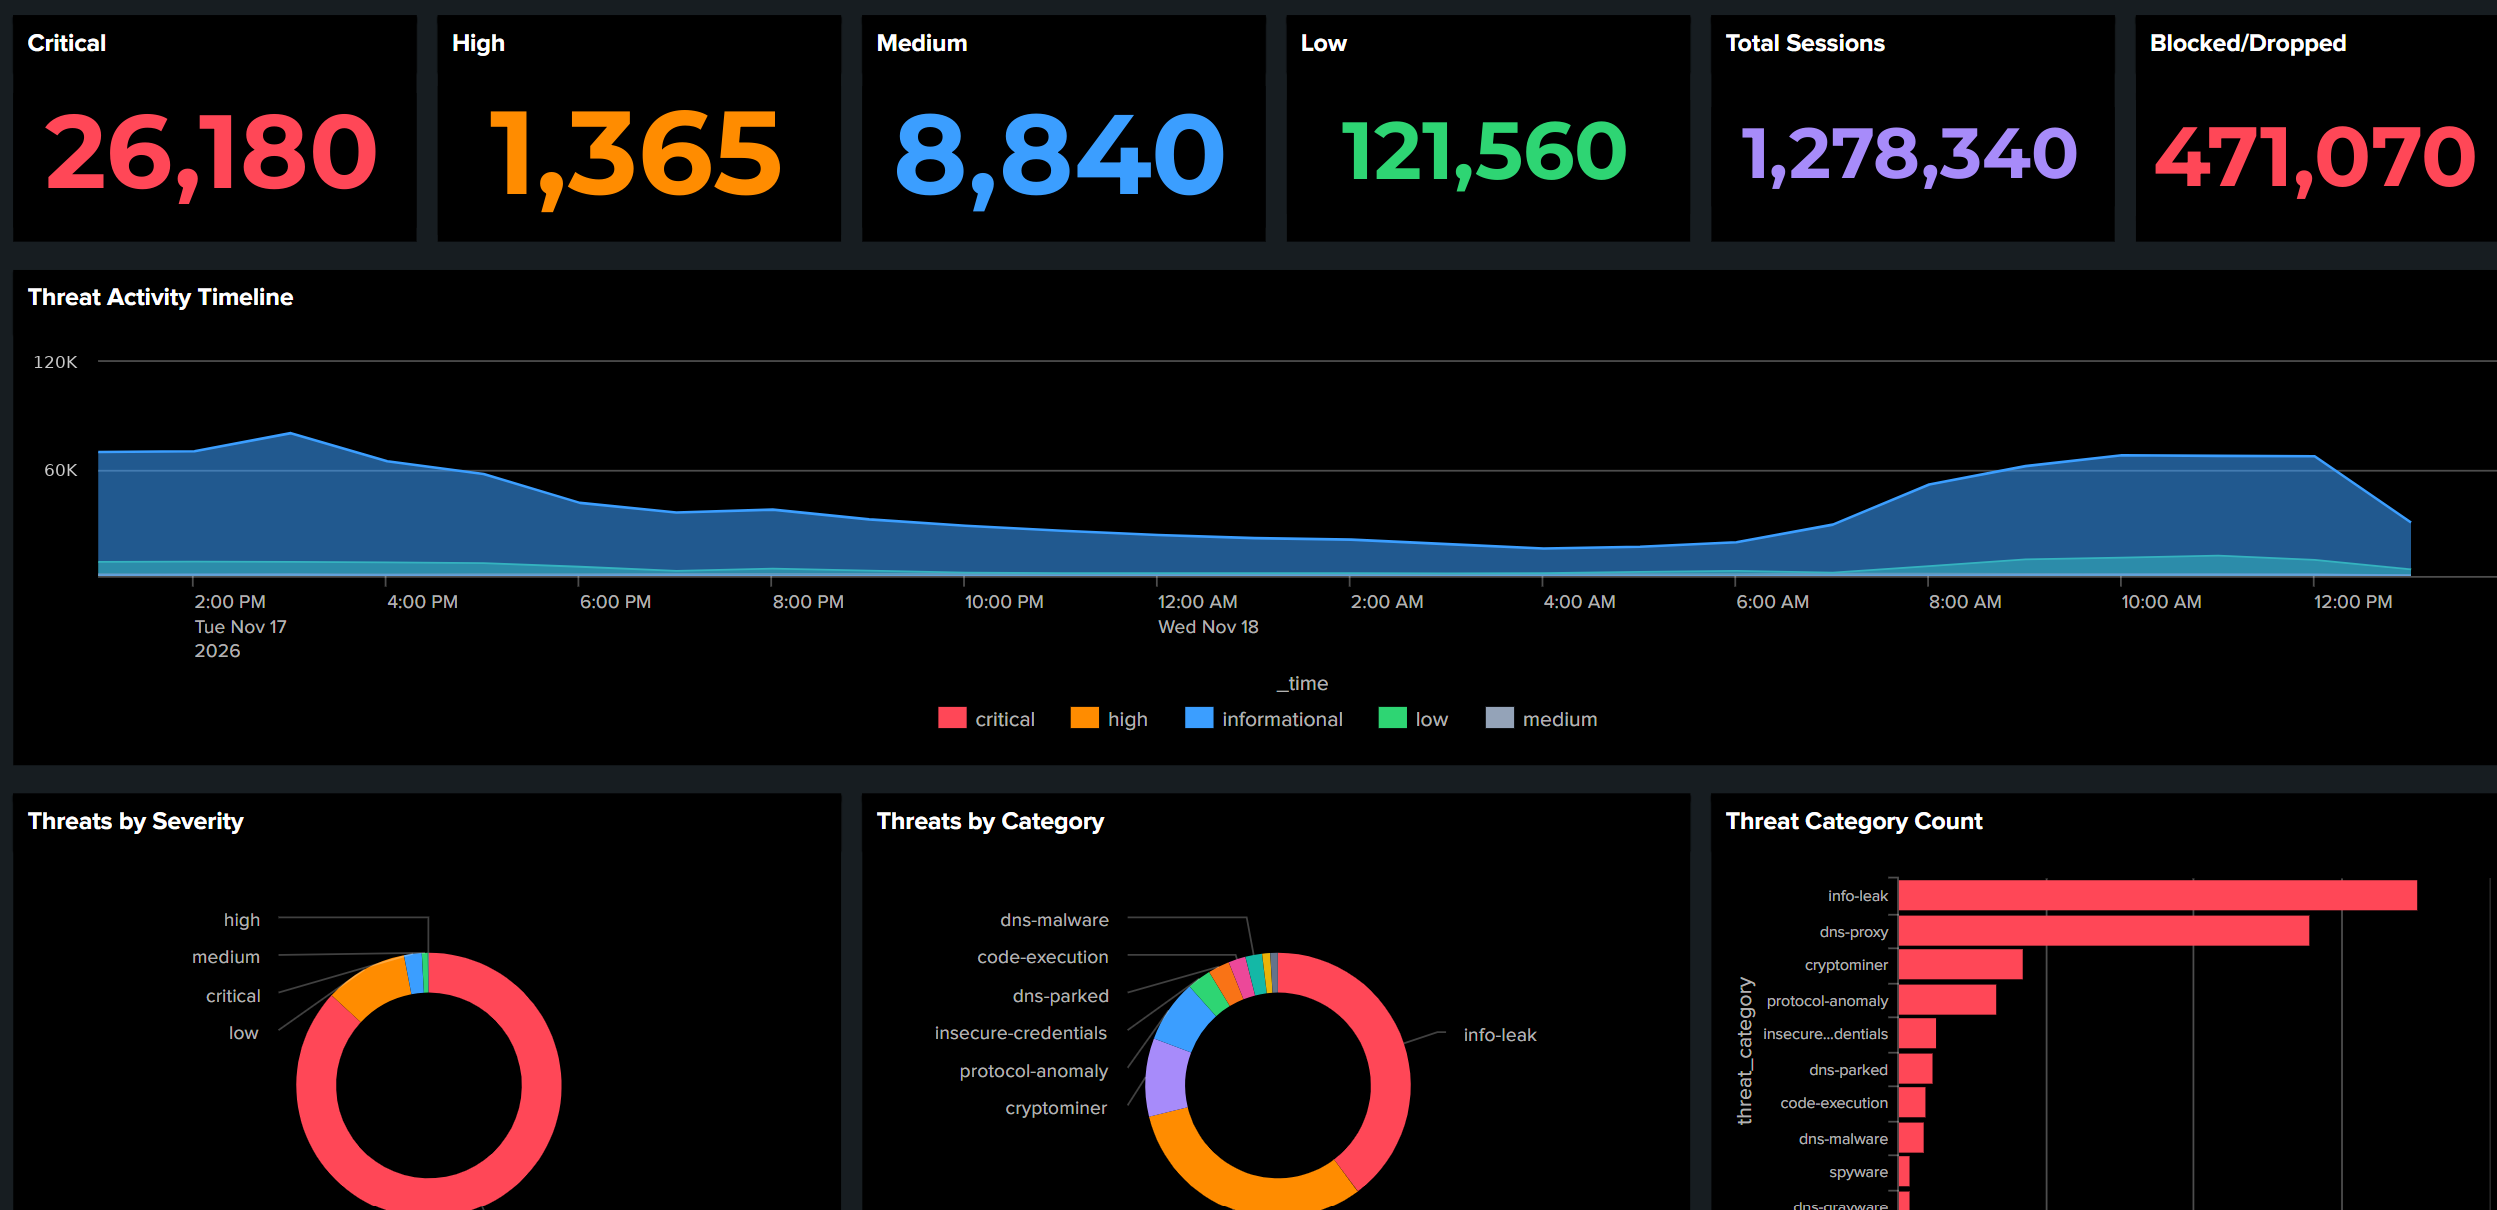 Critical
High
Medium
Low
Total Sessions
Blocked/Dropped
26,180
1,365
8,840
121,560
1,278,340
471,070
Threat Activity Timeline
120K
60K
2:00 PM
Tue Nov 17
2026
4:00 PM
6:00 PM
8:00 PM
10:00 PM
12:00 AM
Wed Nov 18
2:00 AM
4:00 AM
6:00 AM
8:00 AM
10:00 AM
12:00 PM
_time
critical
high
informational
low
medium
Threats by Severity
high
medium
critical
low
Threats by Category
dns-malware
code-execution
dns-parked
insecure-credentials
protocol-anomaly
cryptominer
info-leak
Threat Category Count
threat_category
info-leak
dns-proxy
cryptominer
protocol-anomaly
insecure...dentials
dns-parked
code-execution
dns-malware
spyware
dns-grayware